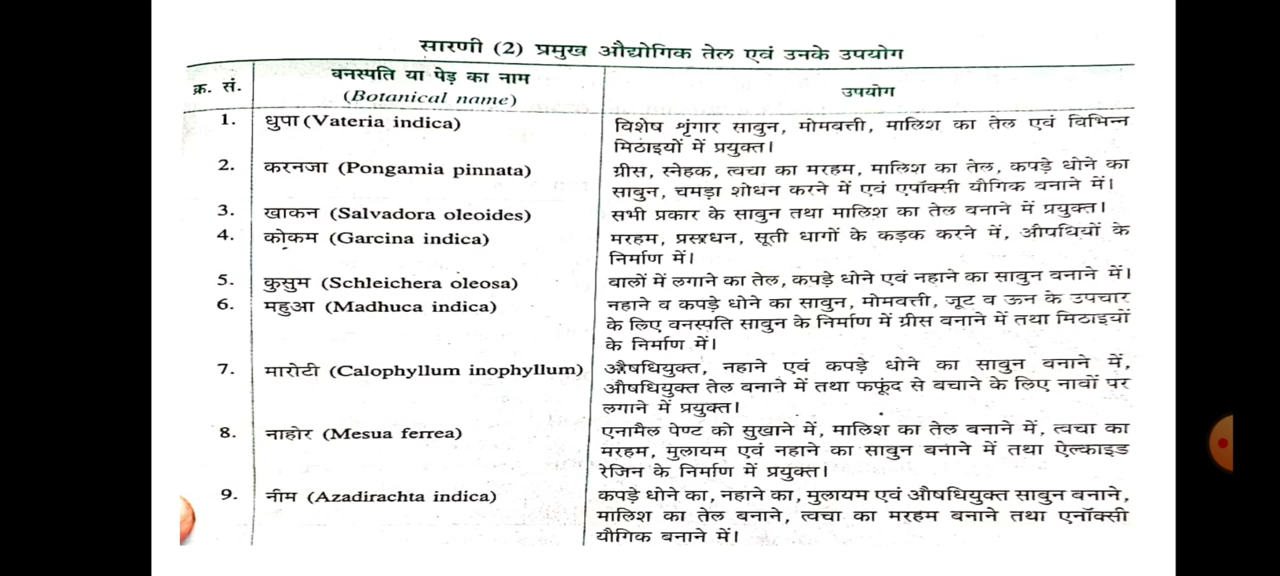 सारणी (2) प्रमुख औद्योगिक तेल एवं उनके उपयोग
क्र. सं.
वनस्पति या पेड़ का नाम
(Botanical name)
उपयोग
1. धुपा (Vateria indica)
विशेष शृंगार साबुन, मोमबत्ती, मालिश का तेल एवं विभिन्न
मिठाइयों में प्रयुक्त।
2. करनजा (Pongamia pinnata)
ग्रीस, स्नेहक, त्वचा का मरहम, मालिश का तेल, कपड़े धोने का
साबुन, चमड़ा शोधन करने में एवं एपॉक्सी यौगिक बनाने में।
3. खाकन (Salvadora oleoides)
सभी प्रकार के साबुन तथा मालिश का तेल बनाने में प्रयुक्त।
4. कोकम (Garcina indica)
मरहम, प्रसाधन, सूती धागों के कड़क करने में, औषधियों के
निर्माण में।
5. कुसुम (Schleichera oleosa)
बालों में लगाने का तेल, कपड़े धोने एवं नहाने का साबुन बनाने में।
6. महुआ (Madhuca indica)
नहाने व कपड़े धोने का साबुन, मोमबत्ती, जूट व ऊन के उपचार
के लिए वनस्पति साबुन के निर्माण में ग्रीस बनाने में तथा मिठाइयों
के निर्माण में।
7. मारोटी (Calophyllum inophyllum)
औषधियुक्त, नहाने एवं कपड़े धोने का साबुन बनाने में,
औषधियुक्त तेल बनाने में तथा फफूंद से बचाने के लिए नावों पर
लगाने में प्रयुक्त।
8. नाहोर (Mesua ferrea)
एनामैल पेण्ट को सुखाने में, मालिश का तेल बनाने में, त्वचा का
मरहम, मुलायम एवं नहाने का साबुन बनाने में तथा ऐल्काइड
रेजिन के निर्माण में प्रयुक्त।
9. नीम (Azadirachta indica)
कपड़े धोने का, नहाने का, मुलायम एवं औषधियुक्त साबुन बनाने,
मालिश का तेल बनाने, त्वचा का मरहम बनाने तथा एनॉक्सी
यौगिक बनाने में।